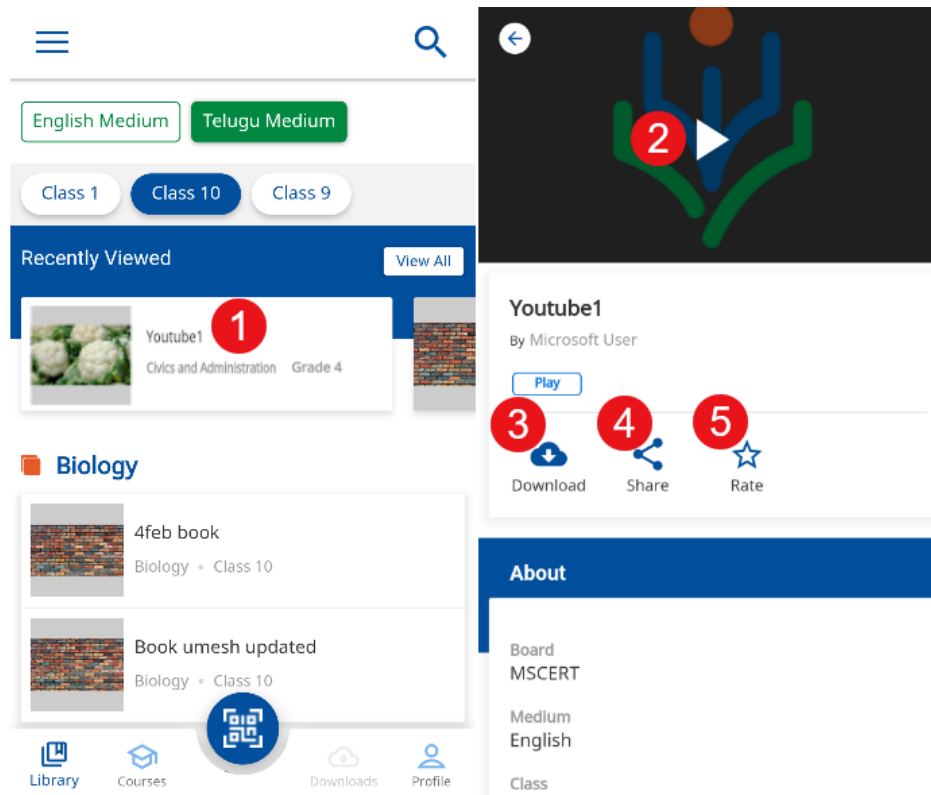 English Medium
Telugu Medium
Class 1
Class 10
Class 9
Recently Viewed
View All
Youtube1
1
Civics and Administration Grade 4
Biology
4feb book
Biology • Class 10
Book umesh updated
Biology • Class 10
Library
Courses
Downloads
Profile
2
Youtube1
By Microsoft User
Play
3
4
5
Download
Share
Rate
About
Board
MSCERT
Medium
English
Class